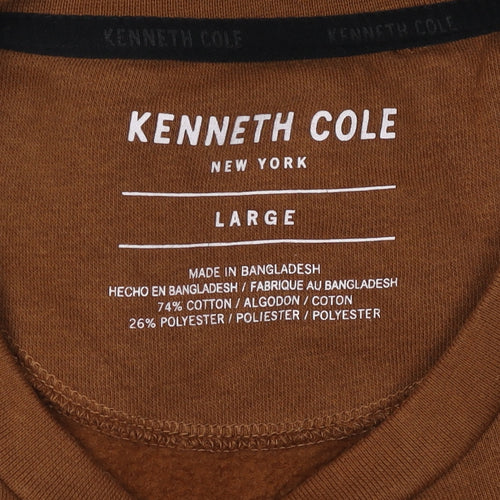 KENNETH COLE KENNETH COLE
KENNETH COLE
NEW YORK
LARGE
MADE IN BANGLADESH
HECHO EN BANGLADESH / FABRIQUE AU BANGLADESH
74% COTTON / ALGODON / COTON
26% POLYESTER / POLIESTER / POLYESTER